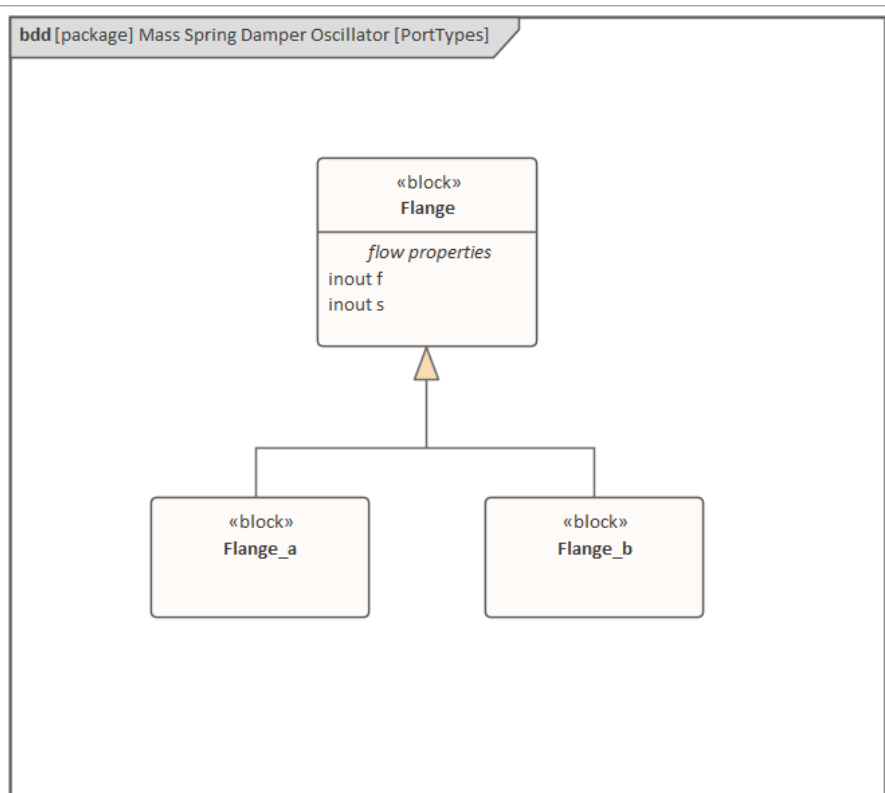 bdd [package] Mass Spring Damper Oscillator [PortTypes]
«block»
Flange
flow properties
inout f
inout s
«block»
Flange_a
«block»
Flange_b